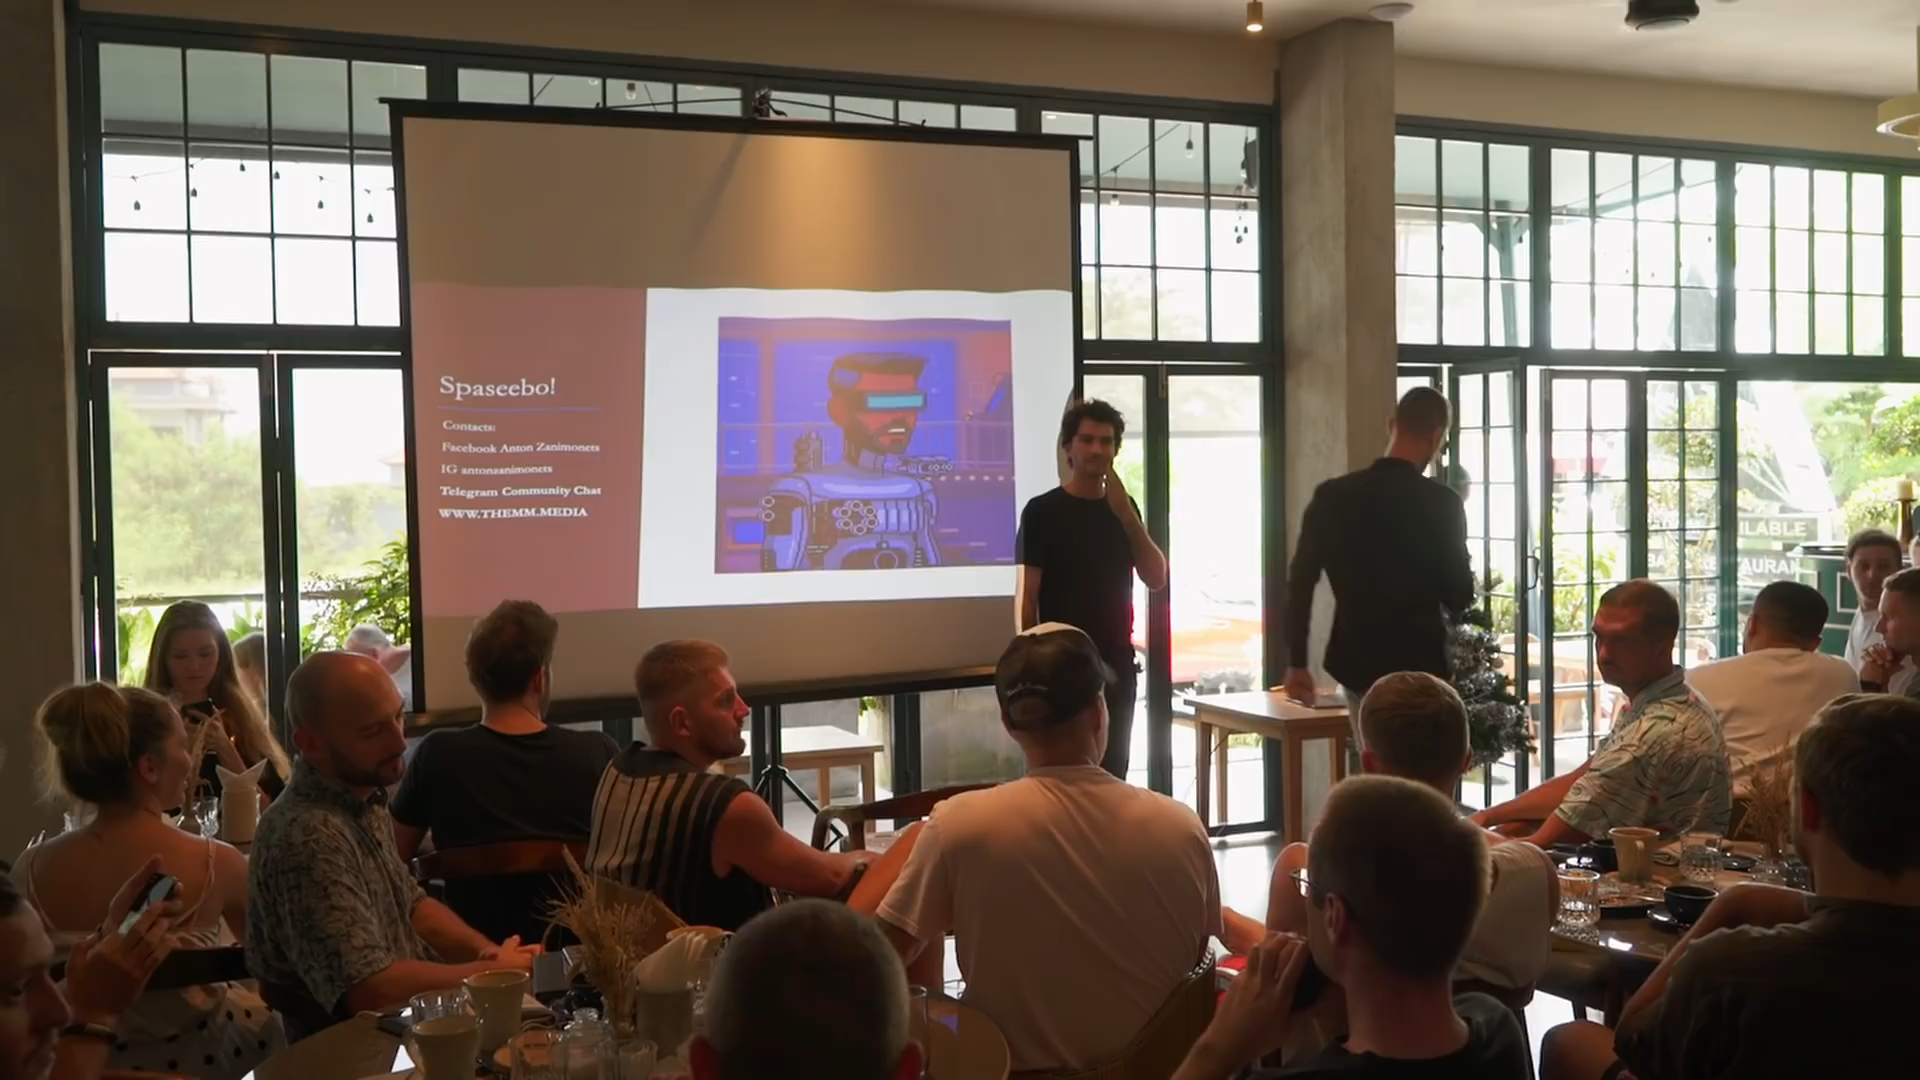 Spaseebo!
Contacts:
Facebook Anton Zanimonets
IG antonzanimonets
Telegram Community Chat
WWW.THEMM.MEDIA